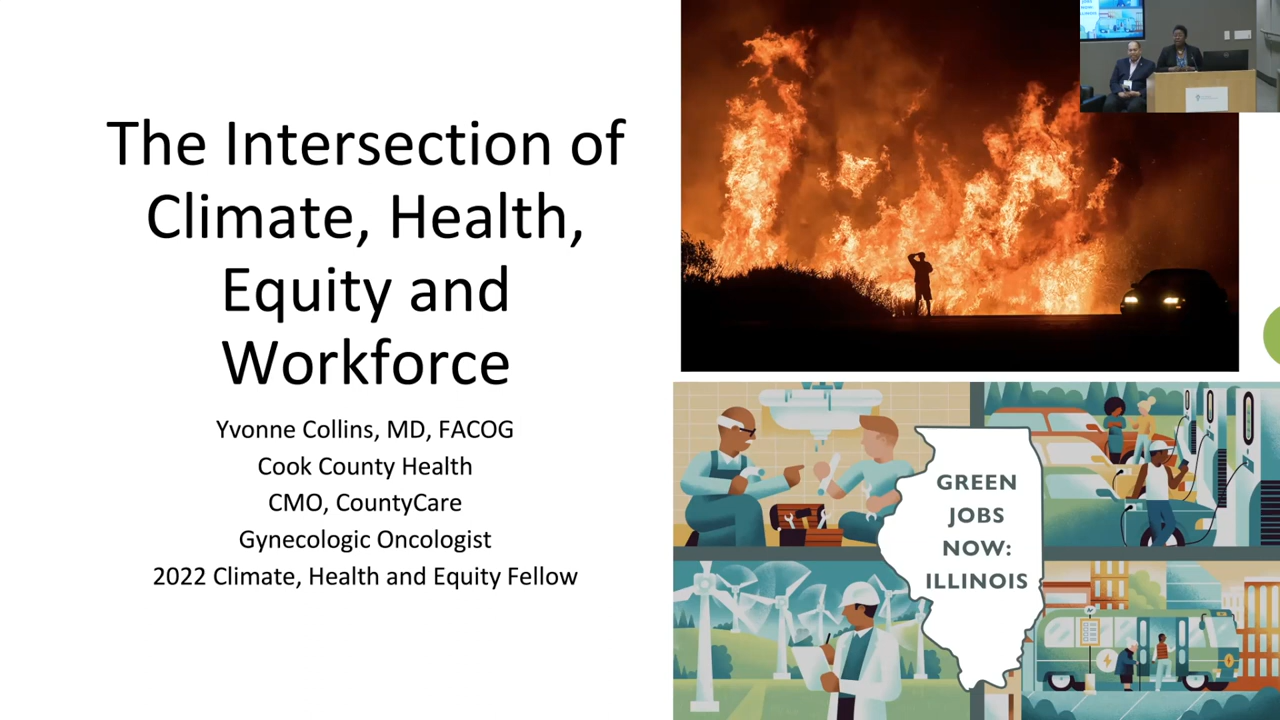 The Intersection of
Climate, Health,
Equity and
Workforce
Yvonne Collins, MD, FACOG
Cook County Health
CMO, CountyCare
Gynecologic Oncologist
2022 Climate, Health and Equity Fellow
GREEN
JOBS
NOW:
ILLINOIS